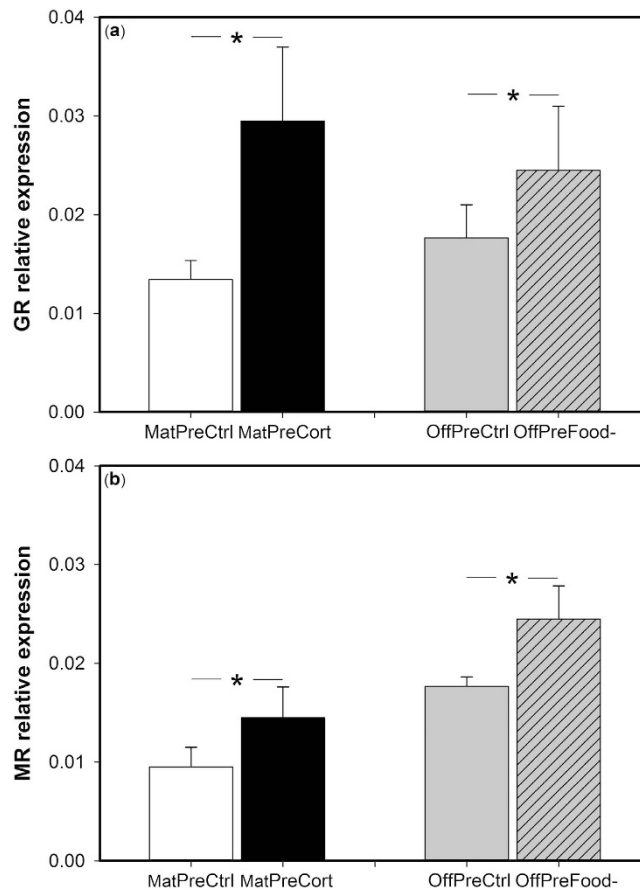 (a)
GR relative expression
0.04
0.03
0.02
0.01
0.00
*
*
MatPreCtrl MatPreCort OffPreCtrl OffPreFood-
(b)
MR relative expression
0.04
0.03
0.02
0.01
0.00
*
*
MatPreCtrl MatPreCort OffPreCtrl OffPreFood-